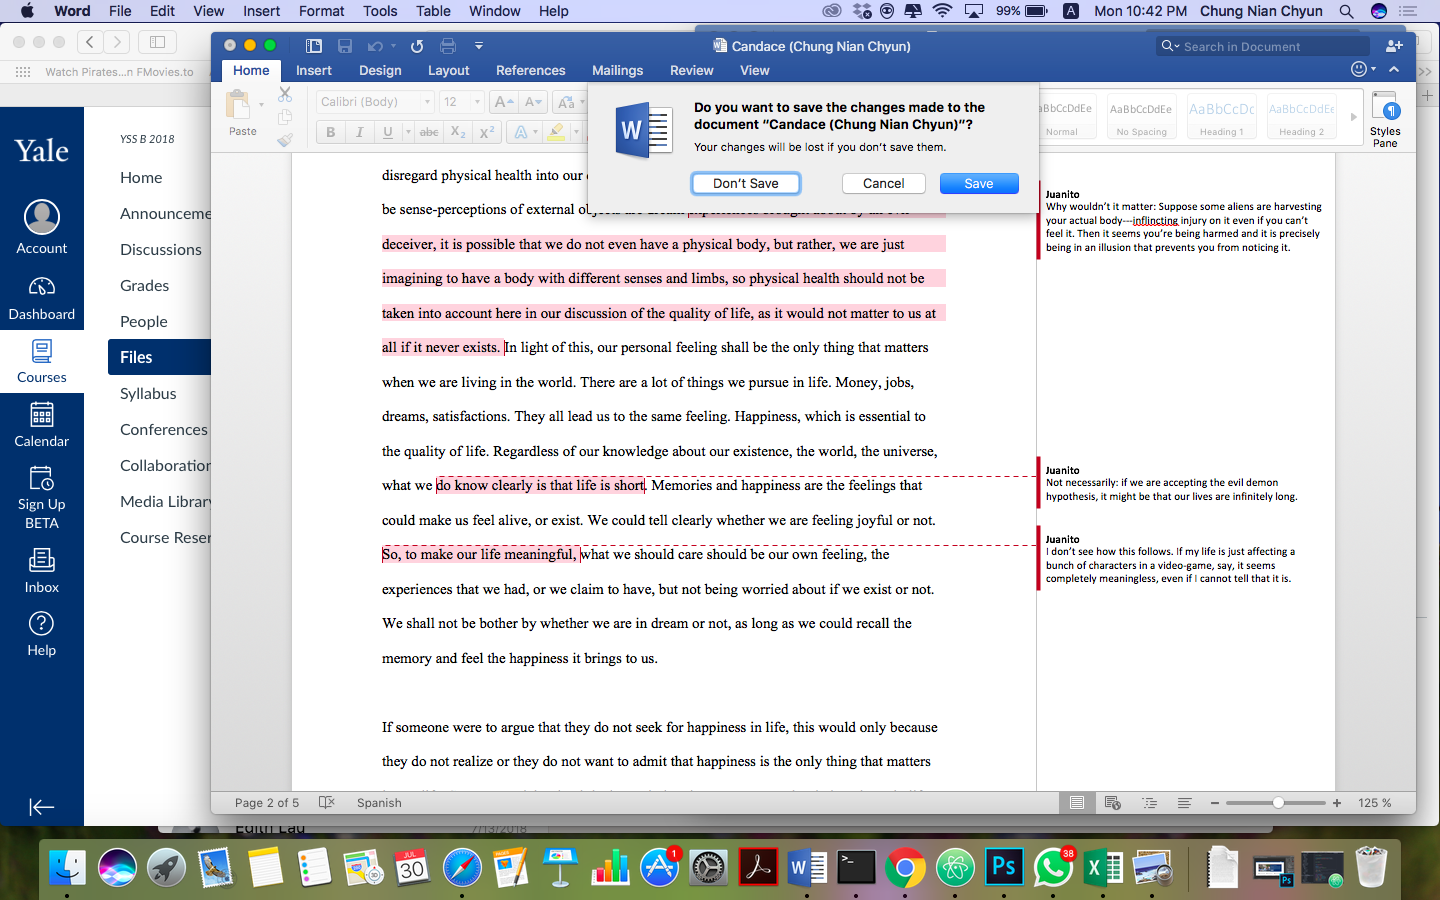 Word File Edit View Insert Format Tools Table Window Help 99% A Mon 10:42 PM Chung Nian Chyun
Candace (Chung Nian Chyun)
Search in Document
Watch Pirates...n FMovies.to
Home Insert Design Layout References Mailings Review View
Paste
Calibri (Body) 12 A A Aa
B I U abc X2 X2 A
AaBbCcDdEe AaBbCcDdEe AaBbCcDc AaBbCcDdEe
Normal No Spacing Heading 1 Heading 2
Styles
Pane
Do you want to save the changes made to the
document “Candace (Chung Nian Chyun)”?
Your changes will be lost if you don’t save them.
Don’t Save Cancel Save
Yale
Account
Dashboard
Courses
Calendar
Sign Up
BETA
Inbox
Help
YSS B 2018
Home
Announceme
Discussions
Grades
People
Files
Syllabus
Conferences
Collaboration
Media Library
Course Reser
disregard physical health into our
be sense-perceptions of external objects are dream
deceiver, it is possible that we do not even have a physical body, but rather, we are just
imagining to have a body with different senses and limbs, so physical health should not be
taken into account here in our discussion of the quality of life, as it would not matter to us at
all if it never exists. In light of this, our personal feeling shall be the only thing that matters
when we are living in the world. There are a lot of things we pursue in life. Money, jobs,
dreams, satisfactions. They all lead us to the same feeling. Happiness, which is essential to
the quality of life. Regardless of our knowledge about our existence, the world, the universe,
what we do know clearly is that life is short. Memories and happiness are the feelings that
could make us feel alive, or exist. We could tell clearly whether we are feeling joyful or not.
So, to make our life meaningful, what we should care should be our own feeling, the
experiences that we had, or we claim to have, but not being worried about if we exist or not.
We shall not be bother by whether we are in dream or not, as long as we could recall the
memory and feel the happiness it brings to us.
If someone were to argue that they do not seek for happiness in life, this would only because
they do not realize or they do not want to admit that happiness is the only thing that matters
Juanito
Why wouldn’t it matter: Suppose some aliens are harvesting
your actual body---inflincting injury on it even if you can’t
feel it. Then it seems you’re being harmed and it is precisely
being in an illusion that prevents you from noticing it.
Juanito
Not necessarily: if we are accepting the evil demon
hypothesis, it might be that our lives are infinitely long.
Juanito
I don’t see how this follows. If my life is just affecting a
bunch of characters in a video-game, say, it seems
completely meaningless, even if I cannot tell that it is.
Page 2 of 5 Spanish 125 %
Edith Lau 7/13/2018
JUL
30
1
Ps
38